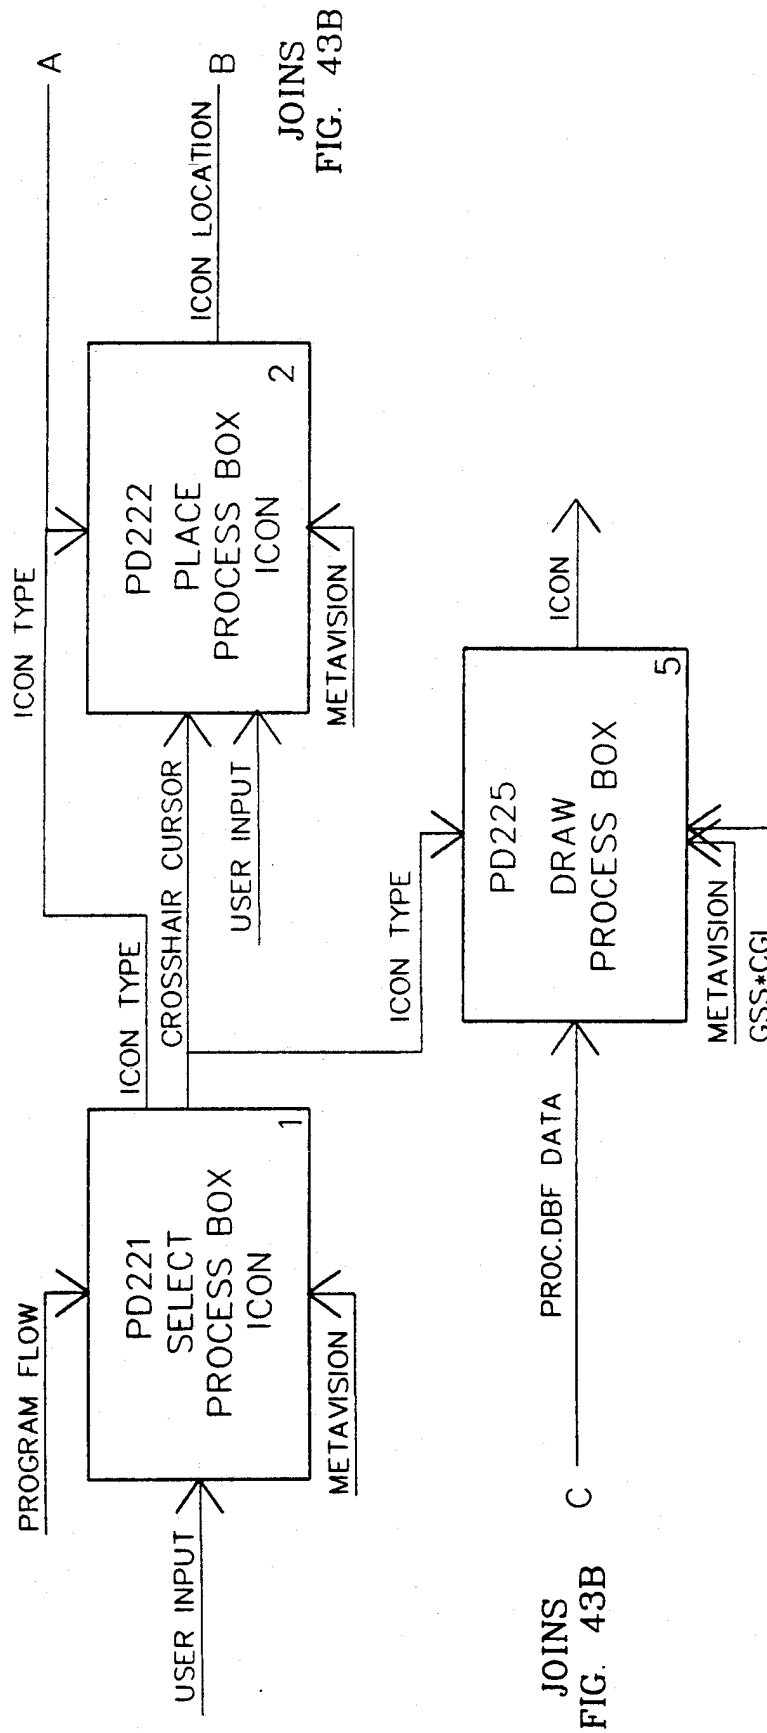 ICON TYPE
A
PROGRAM FLOW
ICON TYPE
PD221
SELECT
PROCESS BOX
ICON
1
CROSSHAIR CURSOR
PD222
PLACE
PROCESS BOX
ICON
2
ICON LOCATION
B
USER INPUT
USER INPUT
METAVISION
METAVISION
JOINS
FIG. 43B
ICON TYPE
PD225
DRAW
PROCESS BOX
5
ICON
PROC.DBF DATA
C
JOINS
FIG. 43B
METAVISION
GSS*CGI